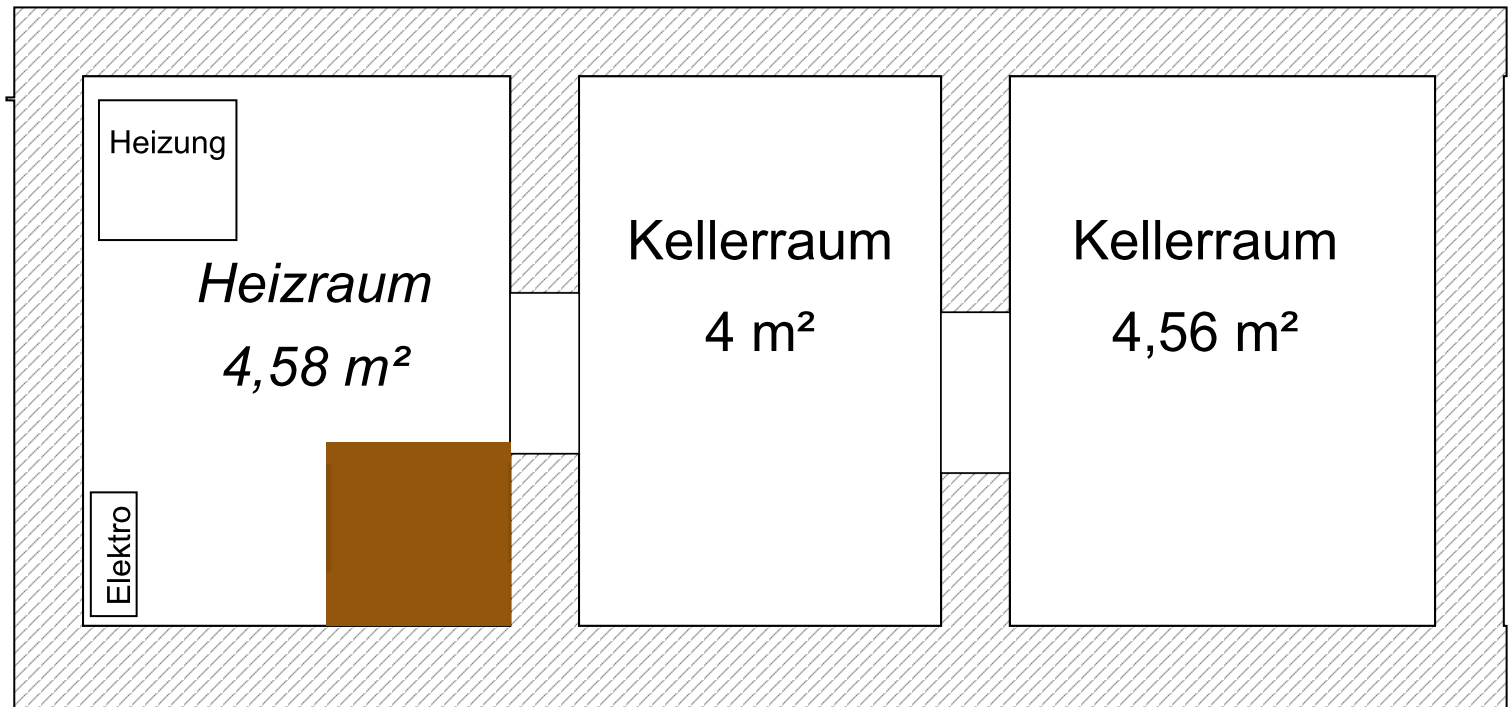 Heizung
Heizraum
4,58 m²
Elektro
Kellerraum
4 m²
Kellerraum
4,56 m²